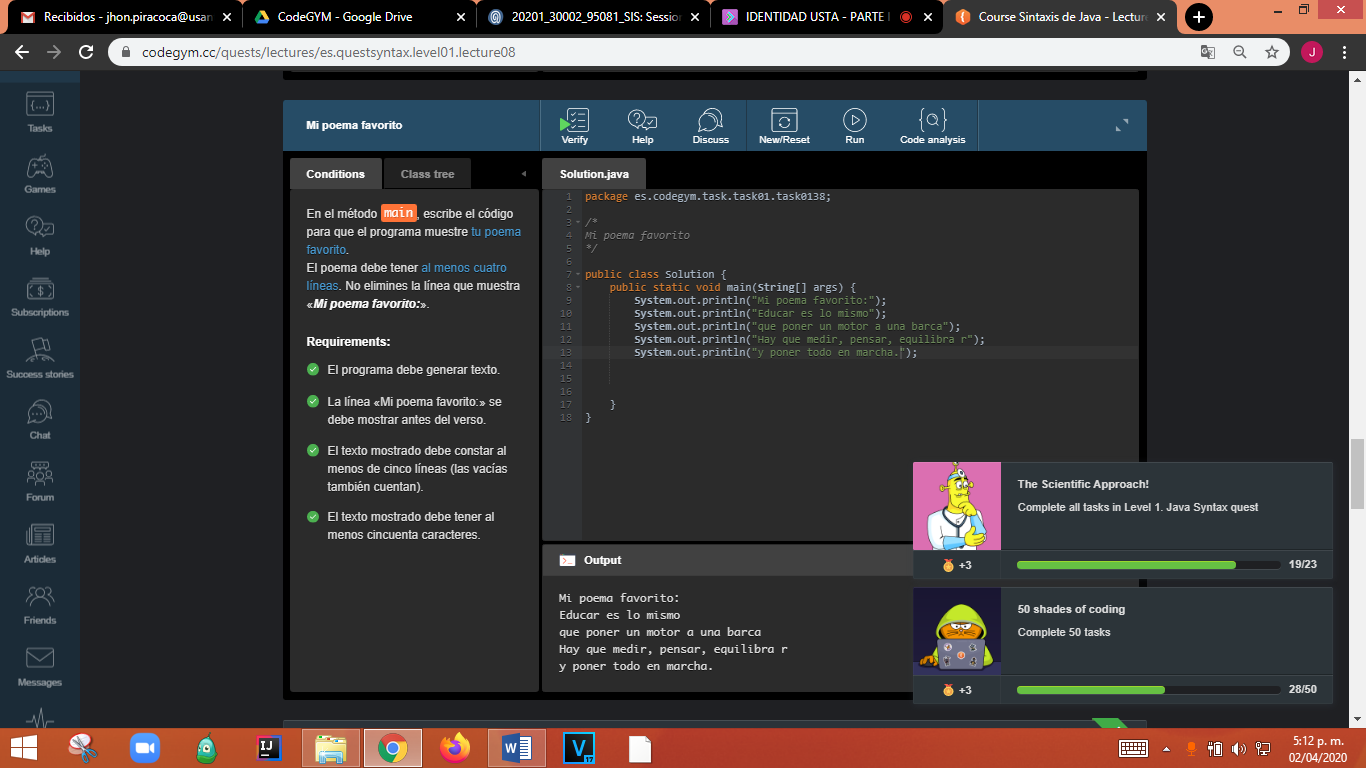 Recibidos - jhon.piracoca@usan
CodeGYM - Google Drive
20201_30002_95081_SIS: Session
IDENTIDAD USTA - PARTE
Course Sintaxis de Java - Lectur
codegym.cc/quests/lectures/es.questsyntax.level01.lecture08
J
Tasks
Games
Help
Subscriptions
Success stories
Chat
Forum
Articles
Friends
Messages
Mi poema favorito
Verify
Help
Discuss
New/Reset
Run
Code analysis
Conditions
Class tree
En el método main, escribe el código
para que el programa muestre tu poema
favorito.
El poema debe tener al menos cuatro
líneas. No elimines la línea que muestra
«Mi poema favorito:».
Requirements:
El programa debe generar texto.
La línea «Mi poema favorito:» se
debe mostrar antes del verso.
El texto mostrado debe constar al
menos de cinco líneas (las vacías
también cuentan).
El texto mostrado debe tener al
menos cincuenta caracteres.
Solution.java
1 package es.codegym.task.task01.task0138;
2
3 /*
4 Mi poema favorito
5 */
6
7 public class Solution {
8 public static void main(String[] args) {
9 System.out.println("Mi poema favorito:");
10 System.out.println("Educar es lo mismo");
11 System.out.println("que poner un motor a una barca");
12 System.out.println("Hay que medir, pensar, equilibra r");
13 System.out.println("y poner todo en marcha.");
14
15
16
17 }
18 }
Output
Mi poema favorito:
Educar es lo mismo
que poner un motor a una barca
Hay que medir, pensar, equilibra r
y poner todo en marcha.
The Scientific Approach!
Complete all tasks in Level 1. Java Syntax quest
+3
19/23
50 shades of coding
Complete 50 tasks
+3
28/50
5:12 p. m.
02/04/2020